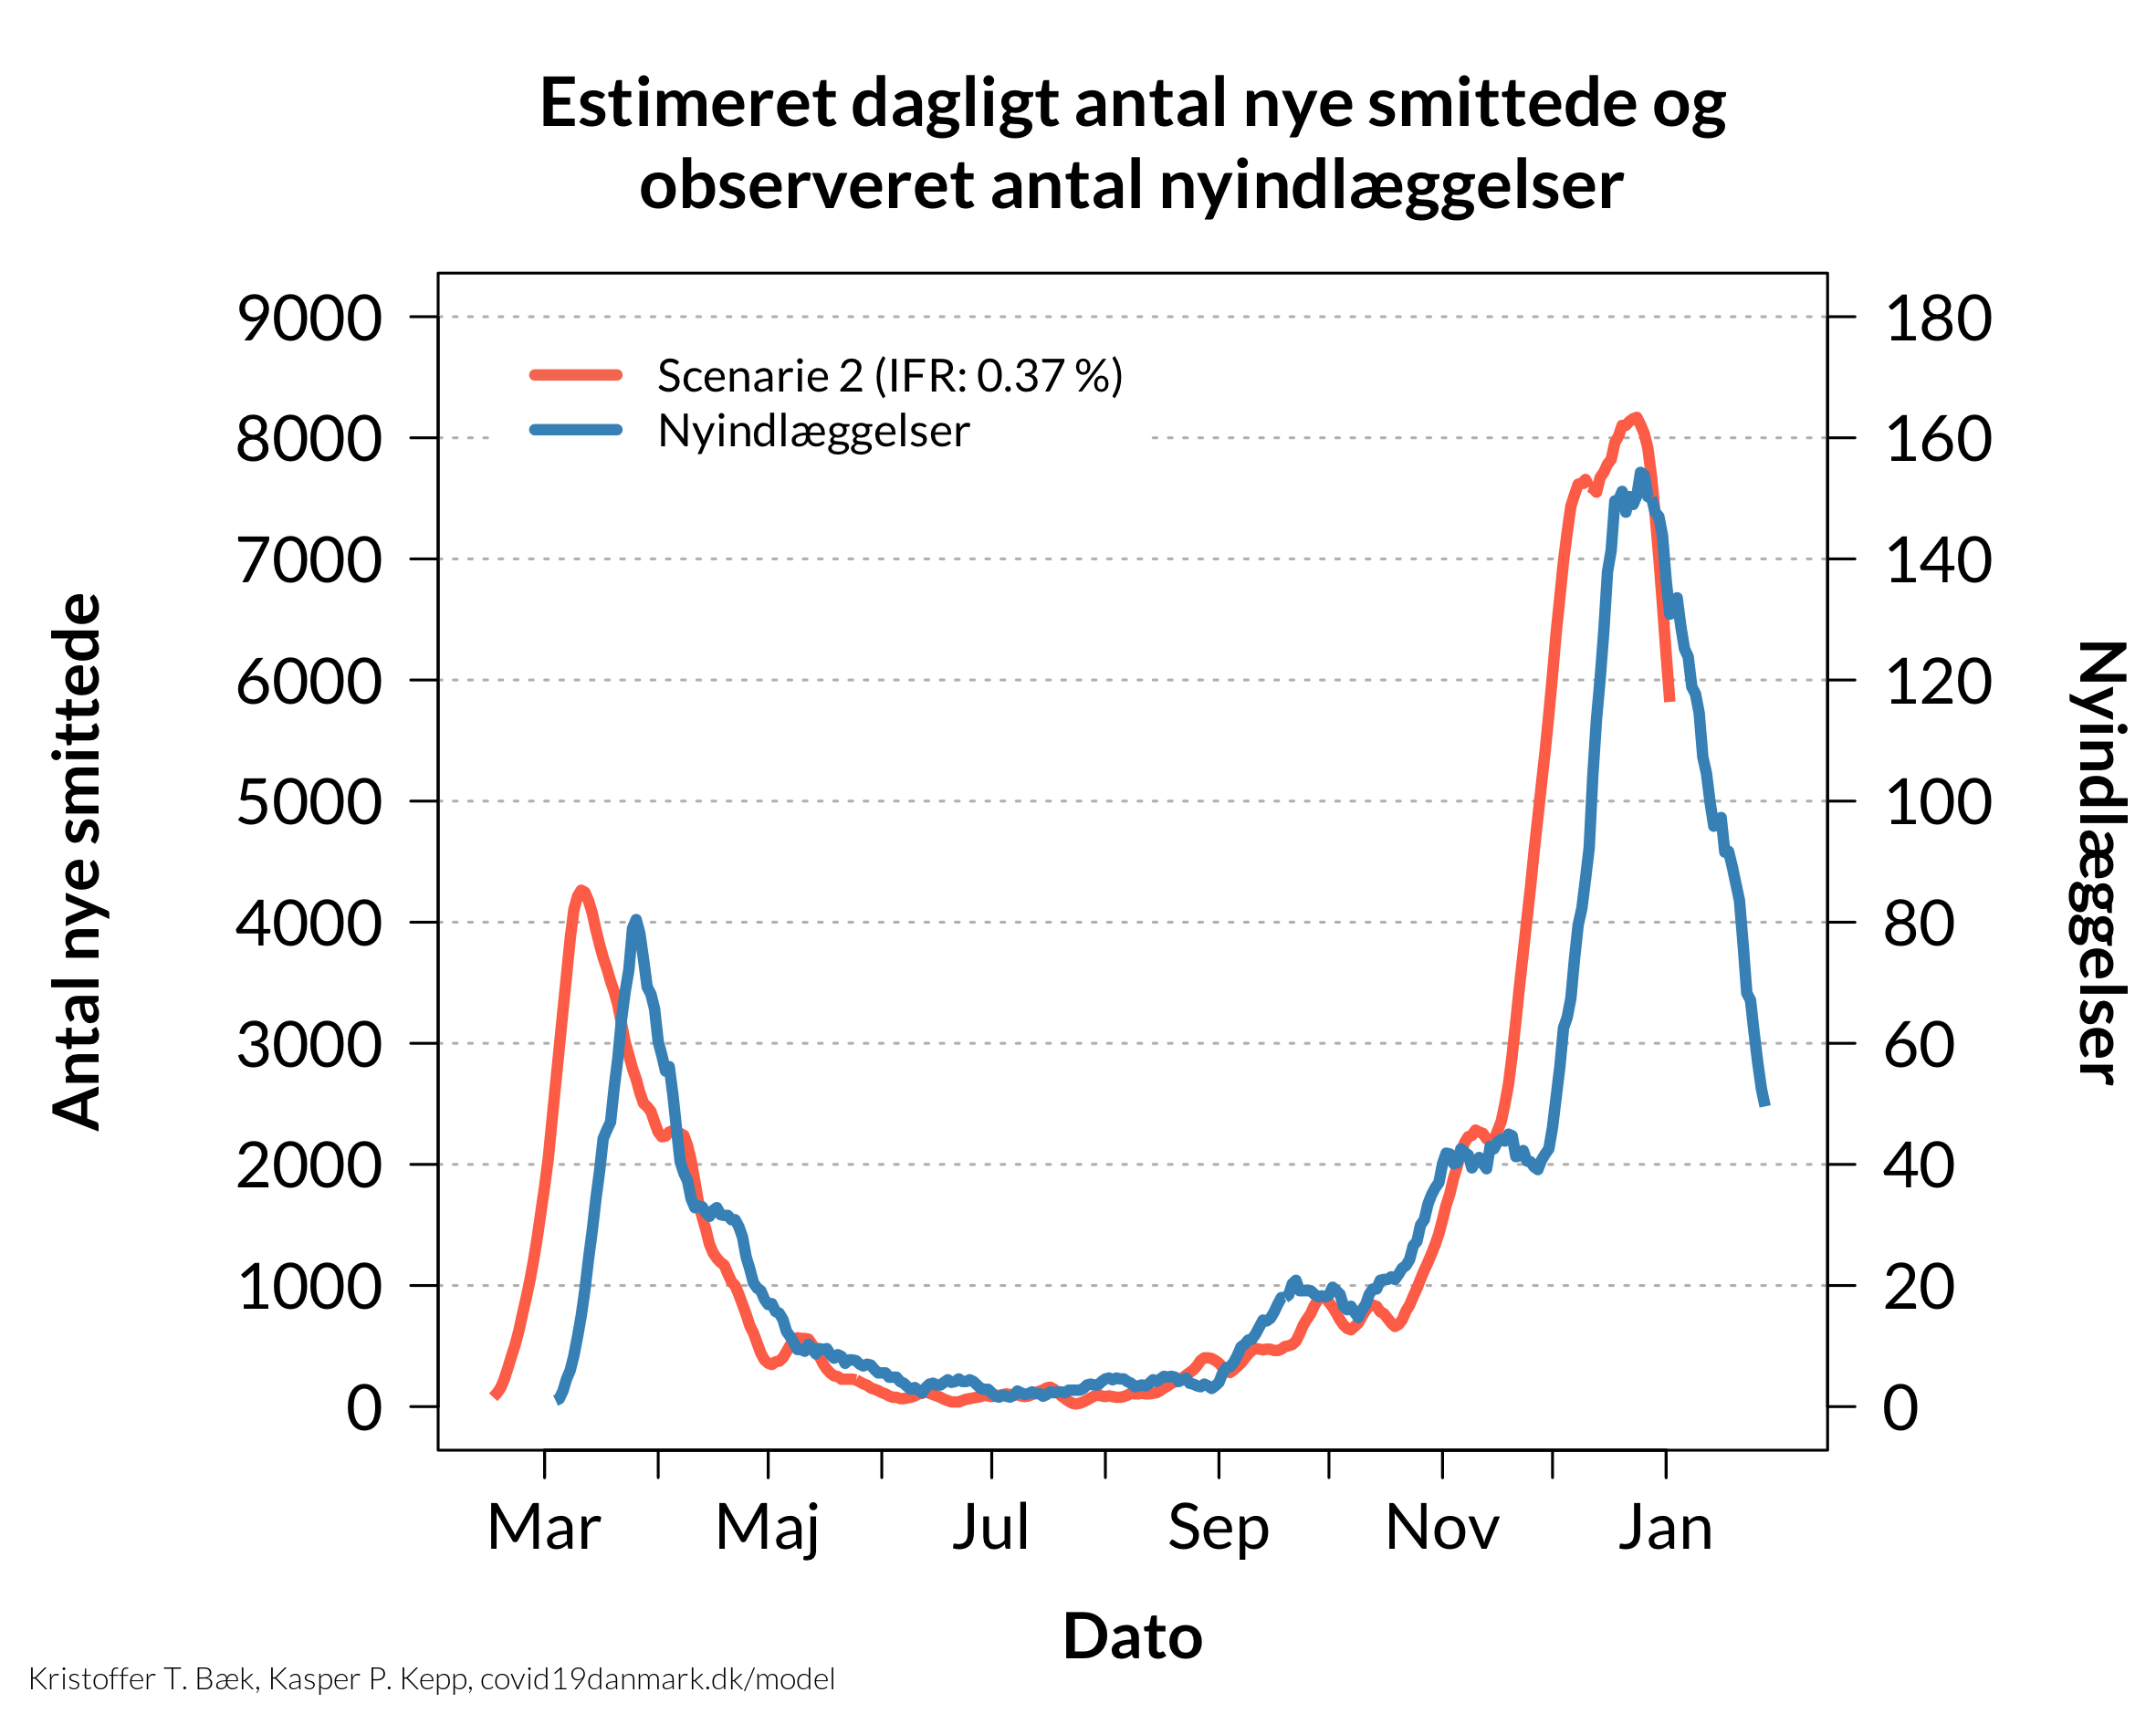 Estimeret dagligt antal nye smittede og
observeret antal nyindlæggelser
Antal nye smittede
9000
8000
7000
6000
5000
4000
3000
2000
1000
0
Scenarie 2 (IFR: 0.37 %)
Nyindlæggelser
180
160
140
120
100
80
60
40
20
0
Nyindlæggelser
Mar Maj Jul Sep Nov Jan
Dato
Kristoffer T. Bæk, Kasper P. Kepp, covid19danmark.dk/model